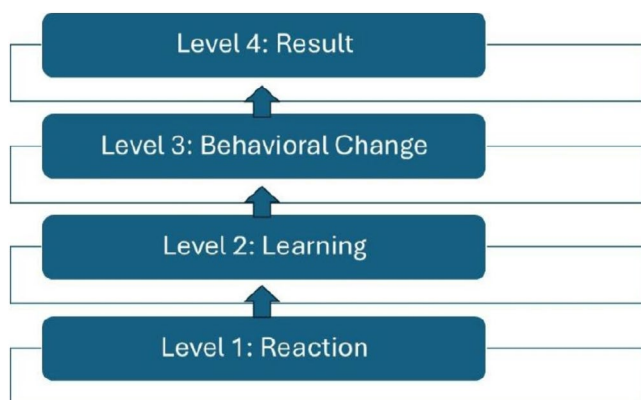 Level 4: Result
Level 3: Behavioral Change
Level 2: Learning
Level 1: Reaction